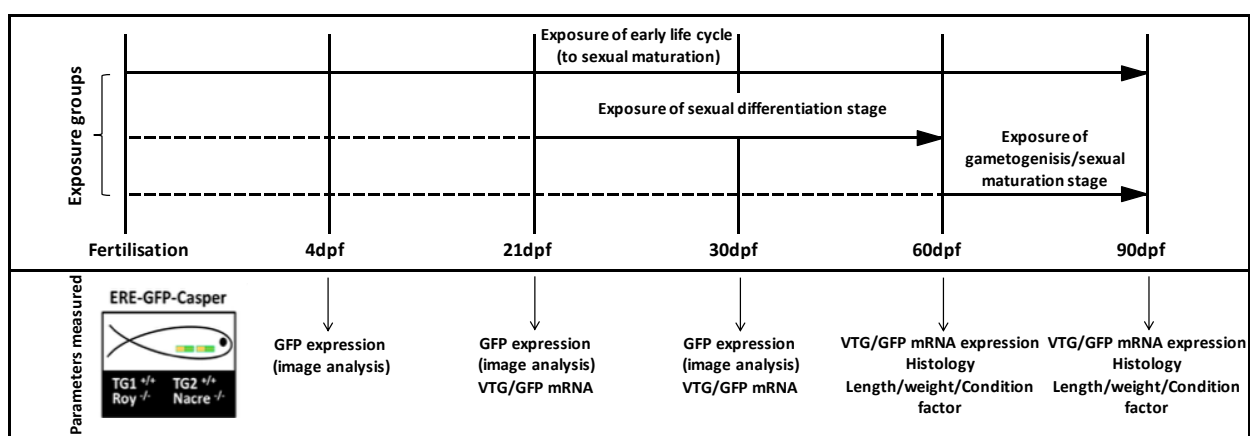 Exposure groups
Exposure of early life cycle
(to sexual maturation)
Exposure of sexual differentiation stage
Exposure of
gametogenisis/sexual
maturation stage
Fertilisation
4dpf
21dpf
30dpf
60dpf
90dpf
Parameters measured
ERE-GFP-Casper
TG1 +/+ TG2 +/+
Roy -/- Nacre -/-
GFP expression
(image analysis)
GFP expression
(image analysis)
VTG/GFP mRNA
GFP expression
(image analysis)
VTG/GFP mRNA
VTG/GFP mRNA expression
Histology
Length/weight/Condition
factor
VTG/GFP mRNA expression
Histology
Length/weight/Condition
factor